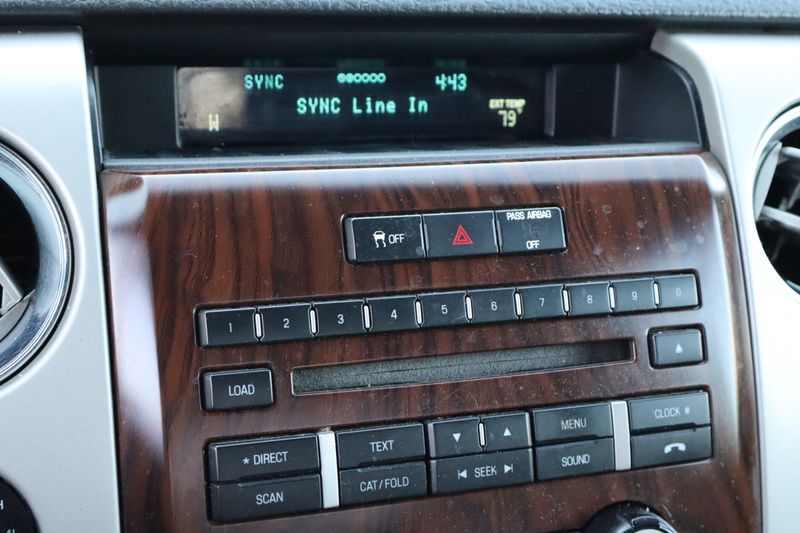 SYNC 4:43
SYNC Line In
W EXT TEMP
79°
OFF
PASS AIRBAG
OFF
1 2 3 4 5 6 7 8 9 0
LOAD
* DIRECT TEXT MENU CLOCK #
SCAN CAT/FOLD SEEK SOUND